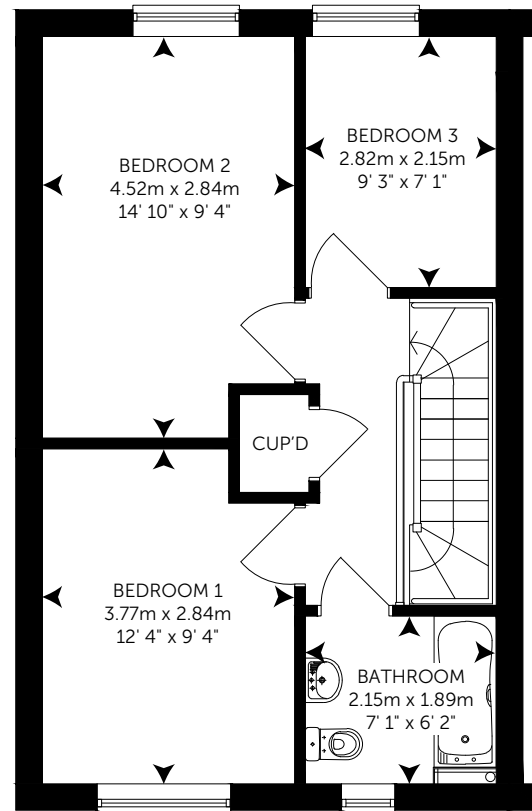 BEDROOM 2
4.52m x 2.84m
14' 10" x 9' 4"
BEDROOM 3
2.82m x 2.15m
9' 3" x 7' 1"
CUP'D
BEDROOM 1
3.77m x 2.84m
12' 4" x 9' 4"
BATHROOM
2.15m x 1.89m
7' 1" x 6' 2"